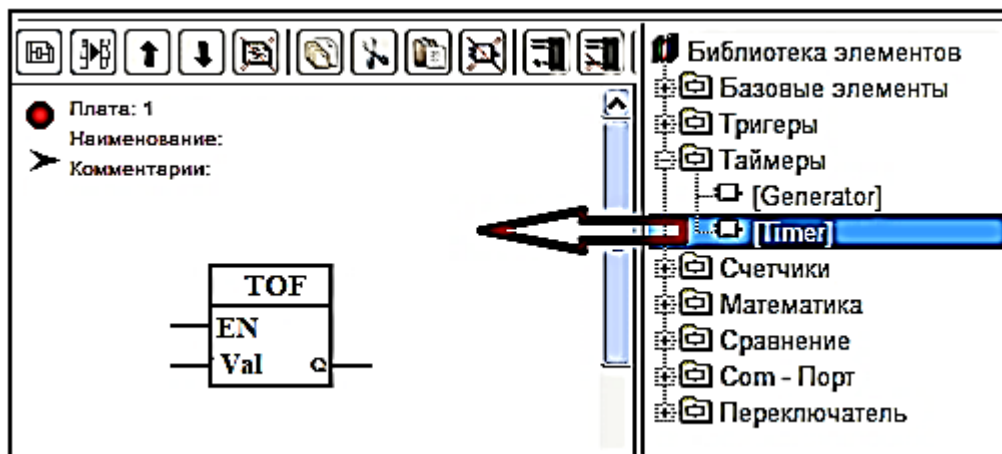 Плата: 1
Наименование:
Комментарии:
TOF
EN
Val Q
Библиотека элементов
Базовые элементы
Тригеры
Таймеры
[Generator]
[Timer]
Счетчики
Математика
Сравнение
Com - Порт
Переключатель